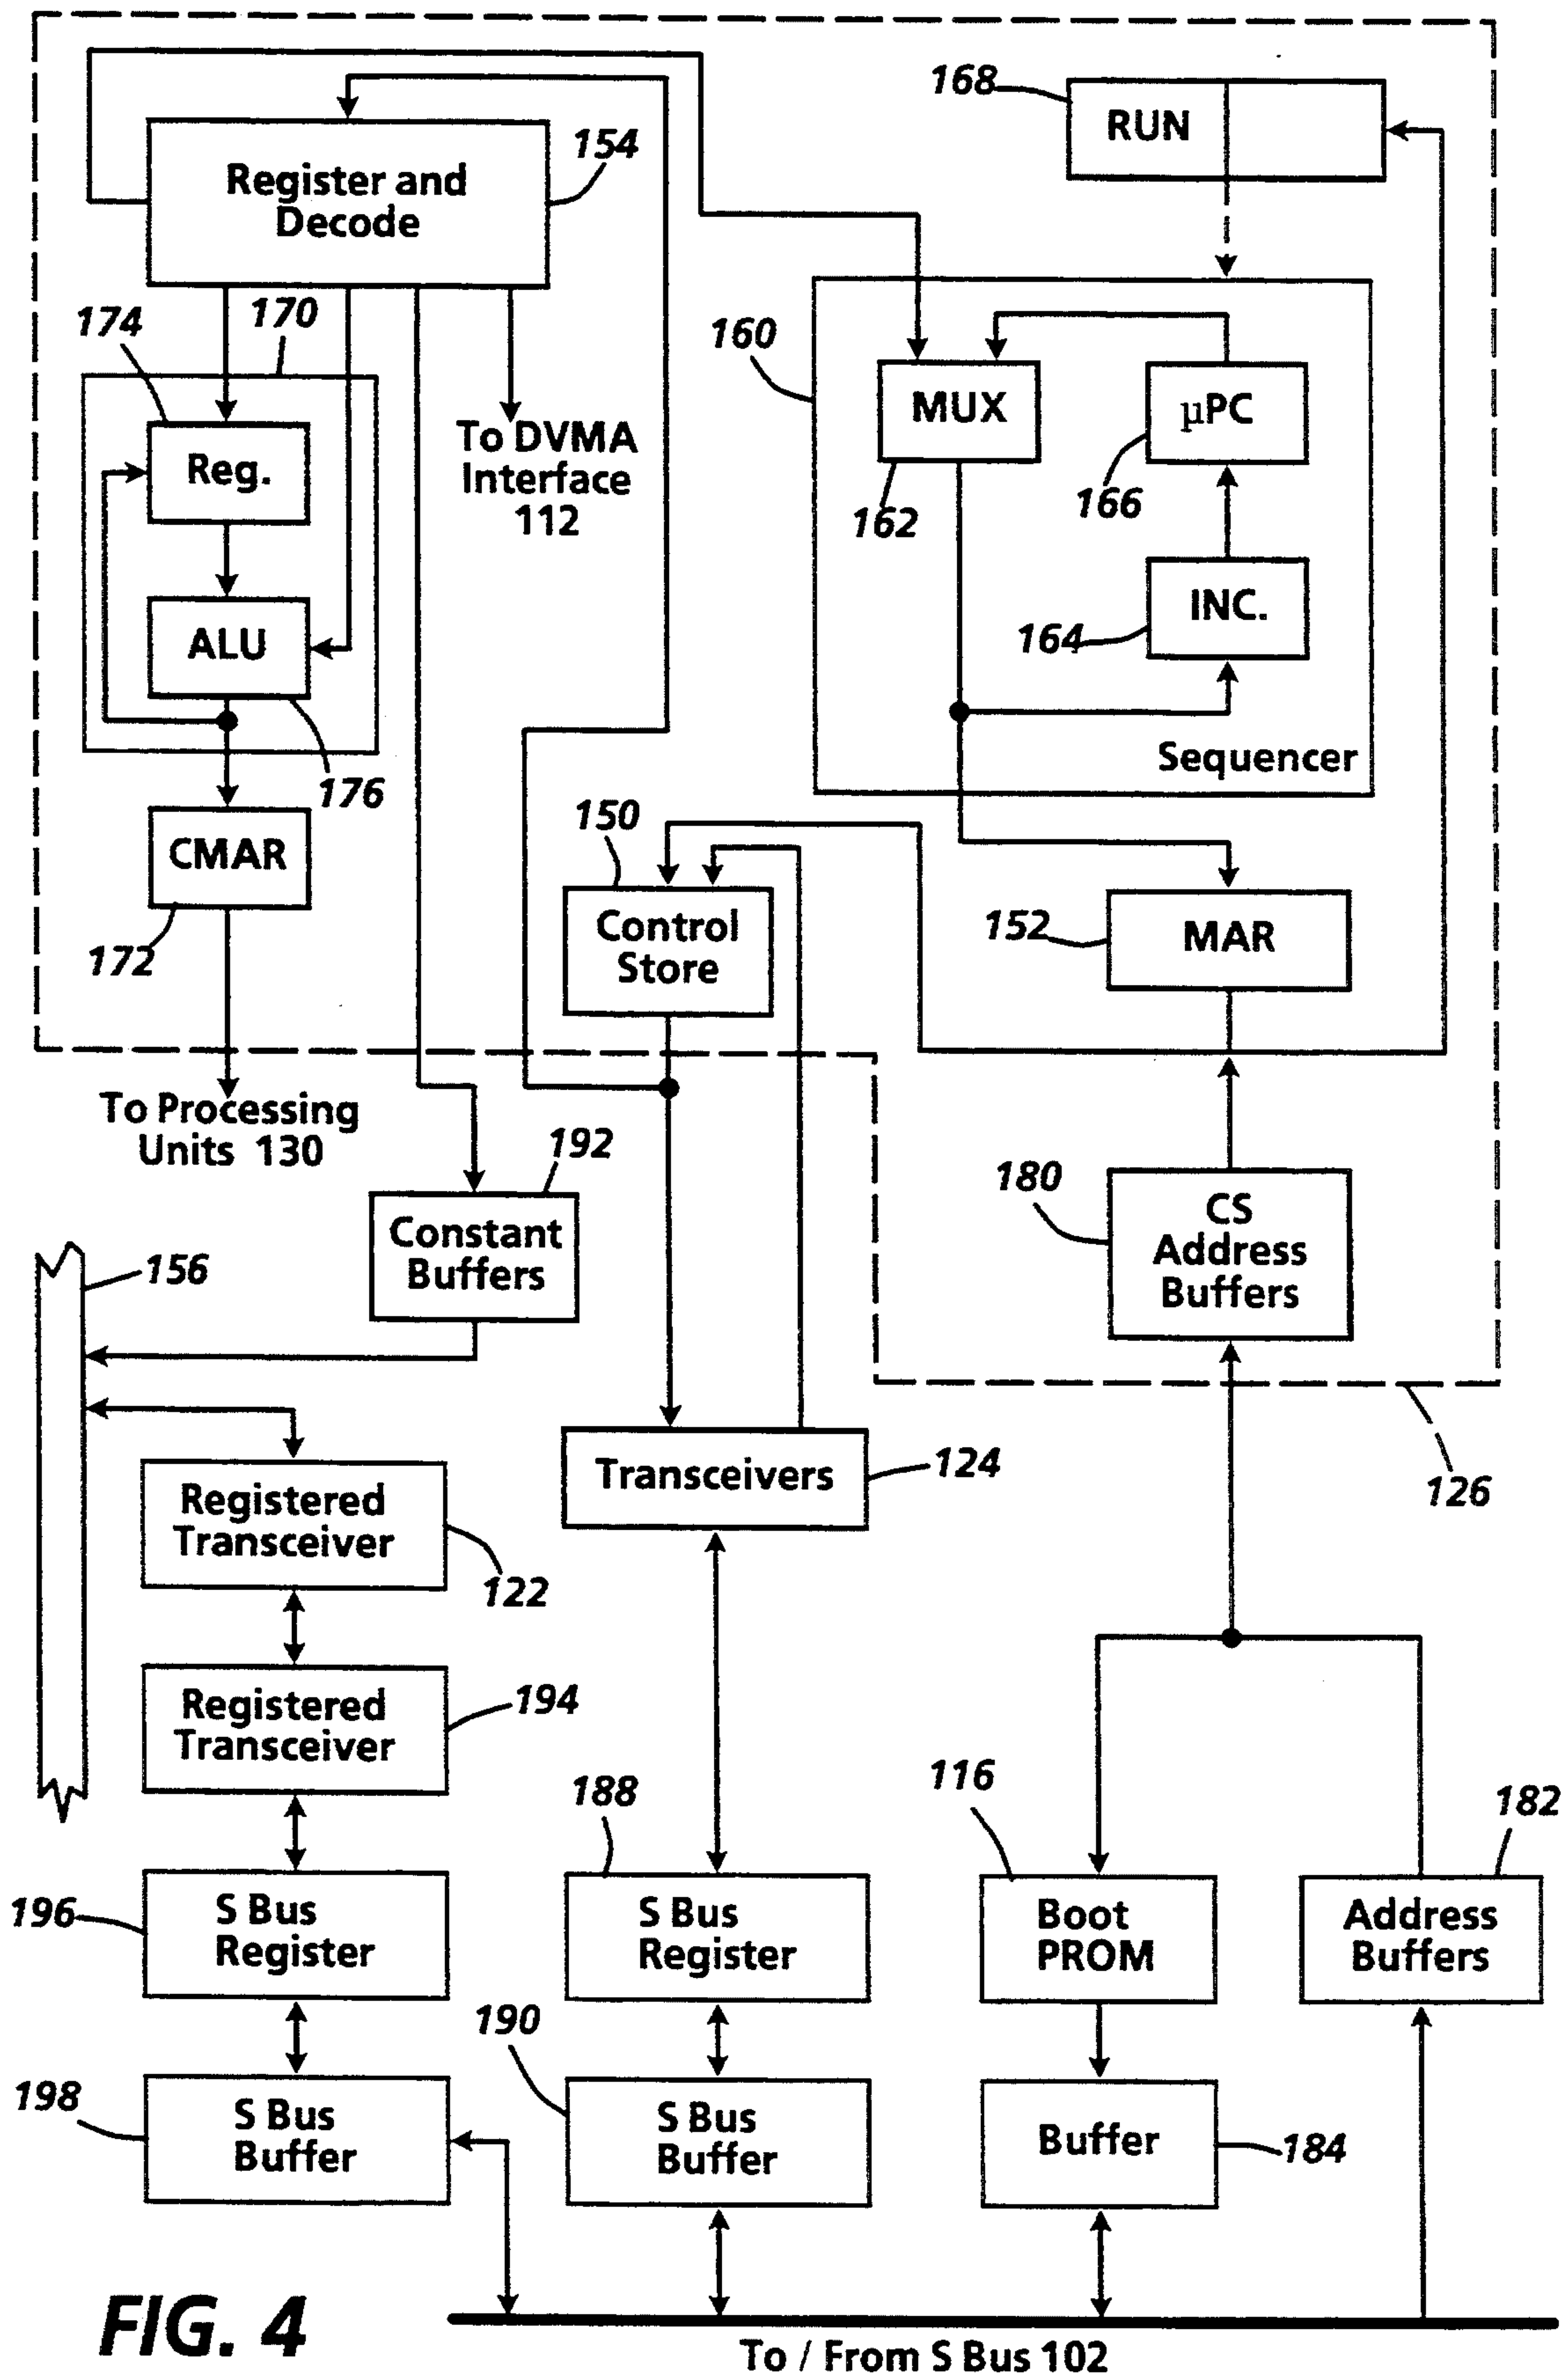 168
RUN
154
Register and
Decode
174
170
160
MUX
µPC
To DVMA
Interface
112
Reg.
162
166
INC.
164
ALU
Sequencer
176
150
CMAR
Control
Store
152
MAR
172
To Processing
Units 130
192
180
CS
Address
Buffers
Constant
Buffers
156
Transceivers
124
126
Registered
Transceiver
122
Registered
Transceiver
194
188
116
182
196
S Bus
Register
S Bus
Register
Boot
PROM
Address
Buffers
190
198
S Bus
Buffer
S Bus
Buffer
Buffer
184
FIG. 4
To / From S Bus 102